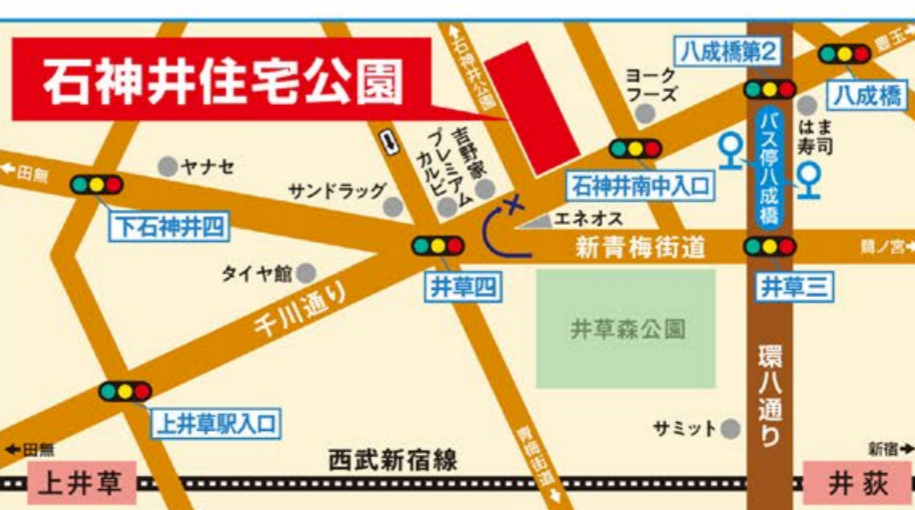 石神井住宅公園
↑石神井公園
ヨーク
フーズ
八成橋第2
豊玉→
八成橋
はま
寿司
バス停八成橋
石神井南中入口
吉野家
プレミアム
カルビ
←田無
ヤナセ
サンドラッグ
下石神井四
エネオス
新青梅街道
鷺ノ宮→
井草四
井草三
タイヤ館
千川通り
井草森公園
環八通り
上井草駅入口
サミット
青梅街道↓
←田無
西武新宿線
新宿→
上井草
井荻